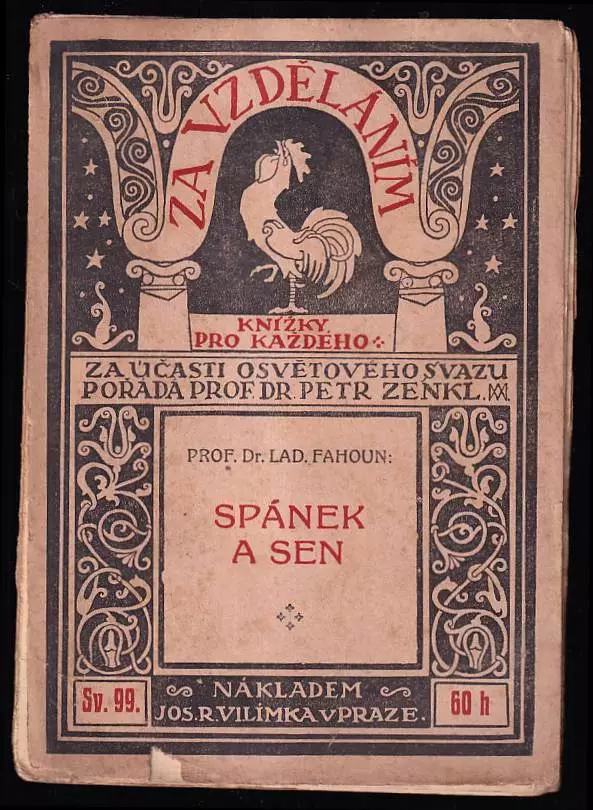 ZA VZDĚLÁNÍM
KNÍŽKY
PRO KAŽDÉHO
ZA ÚČASTI OSVĚTOVÉHO SVAZU
POŘÁDÁ PROF. DR. PETR ZENKL.
PROF. Dr. LAD. FAHOUN:
SPÁNEK
A SEN
Sv. 99.
NÁKLADEM
JOS. R. VILÍMKA V PRAZE.
60 h